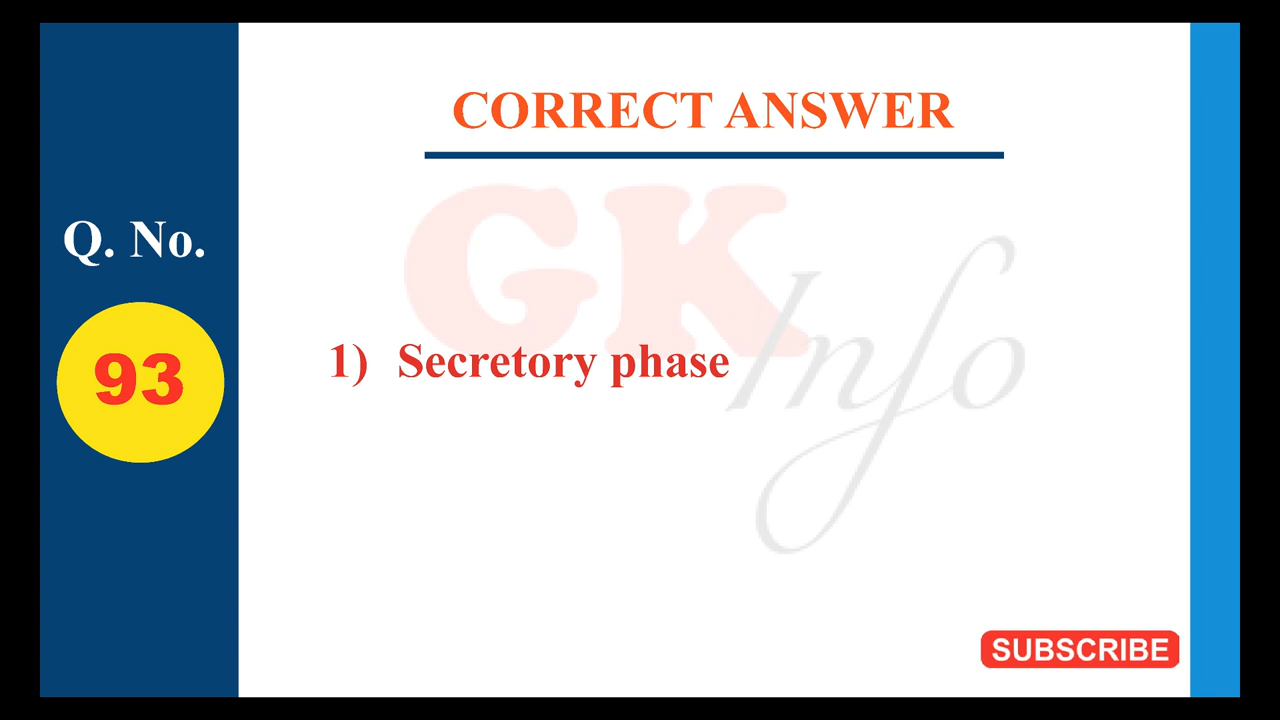 CORRECT ANSWER
GK Info
Q. No.
93
1) Secretory phase
SUBSCRIBE